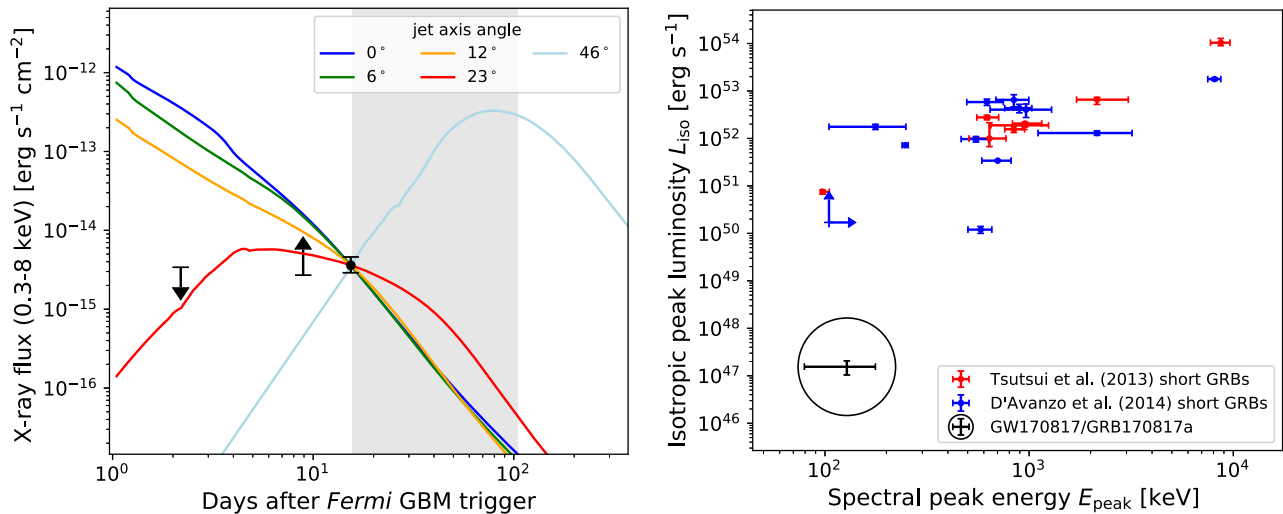 X-ray flux (0.3-8 keV) [erg s⁻¹ cm⁻²]
10⁻¹²
10⁻¹³
10⁻¹⁴
10⁻¹⁵
10⁻¹⁶
jet axis angle
0° 12° 46°
6° 23°
10⁰ 10¹ 10²
Days after Fermi GBM trigger
Isotropic peak luminosity L_iso [erg s⁻¹]
10⁵⁴
10⁵³
10⁵²
10⁵¹
10⁵⁰
10⁴⁹
10⁴⁸
10⁴⁷
10⁴⁶
Tsutsui et al. (2013) short GRBs
D'Avanzo et al. (2014) short GRBs
GW170817/GRB170817a
10² 10³ 10⁴
Spectral peak energy E_peak [keV]